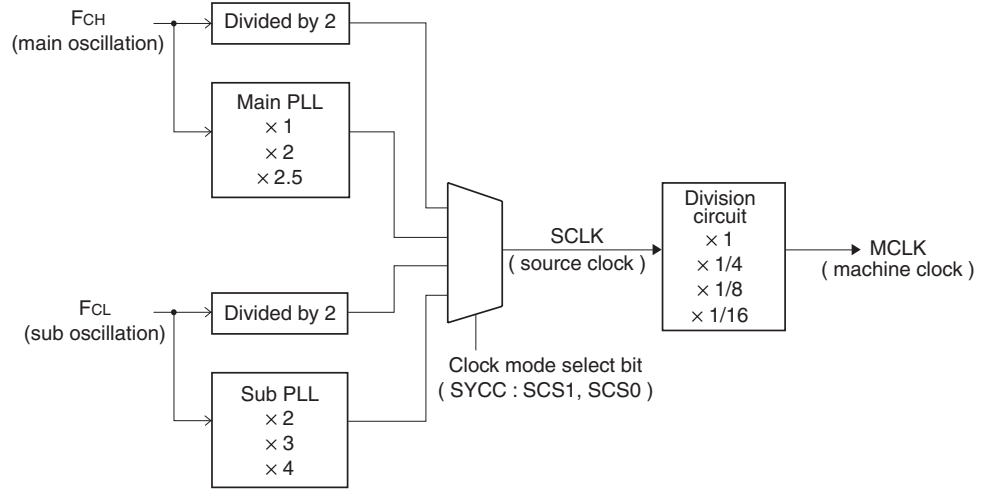 FCH
(main oscillation)
Divided by 2
Main PLL
× 1
× 2
× 2.5
FCL
(sub oscillation)
Divided by 2
Sub PLL
× 2
× 3
× 4
Clock mode select bit
( SYCC : SCS1, SCS0 )
SCLK
( source clock )
Division
circuit
× 1
× 1/4
× 1/8
× 1/16
MCLK
( machine clock )